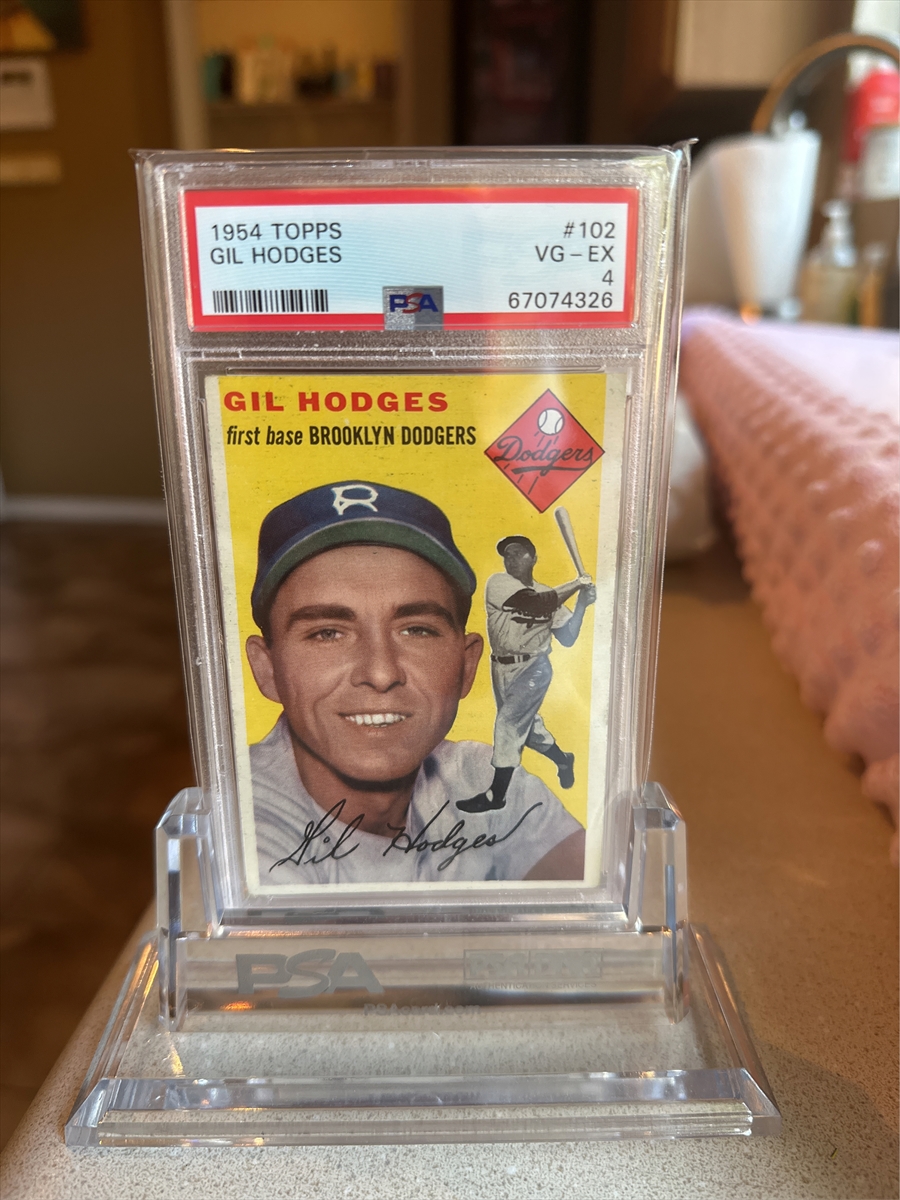 1954 TOPPS #102
GIL HODGES VG-EX
4
PSA 67074326
GIL HODGES
first base BROOKLYN DODGERS
Dodgers
B
Gil Hodges
PSA